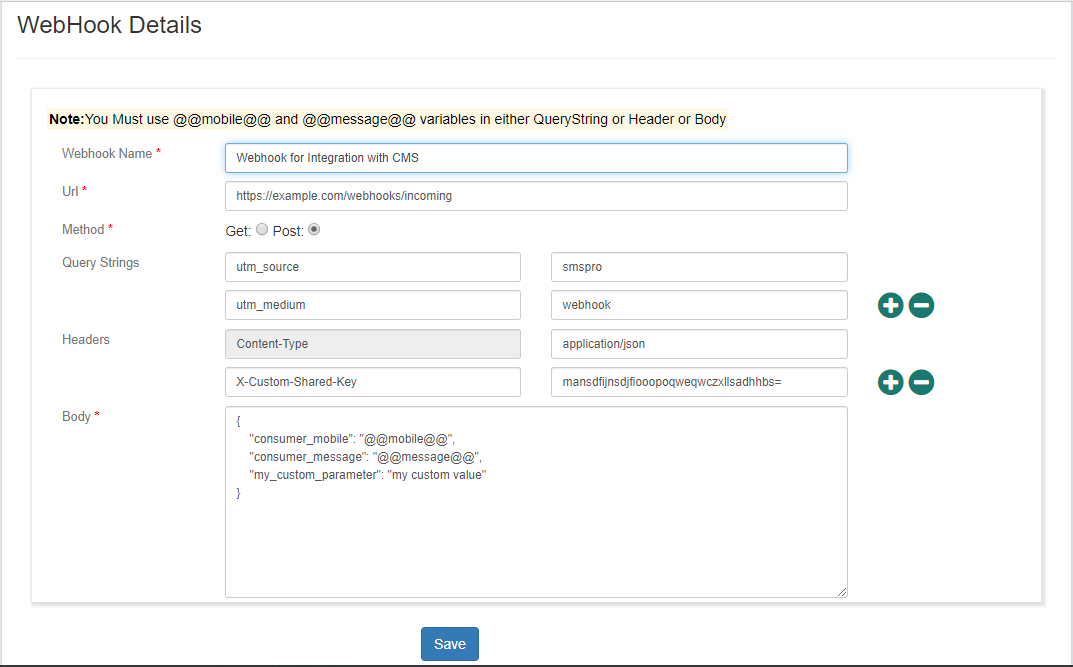 WebHook Details
Note:You Must use @@mobile@@ and @@message@@ variables in either QueryString or Header or Body
Webhook Name * Webhook for Integration with CMS
Url * https://example.com/webhooks/incoming
Method * Get: Post:
Query Strings utm_source smspro
utm_medium webhook
Headers Content-Type application/json
X-Custom-Shared-Key mansdfijnsdjfiooopoqweqwczxllsadhhbs=
Body * {
"consumer_mobile": "@@mobile@@",
"consumer_message": "@@message@@",
"my_custom_parameter": "my custom value"
}
Save